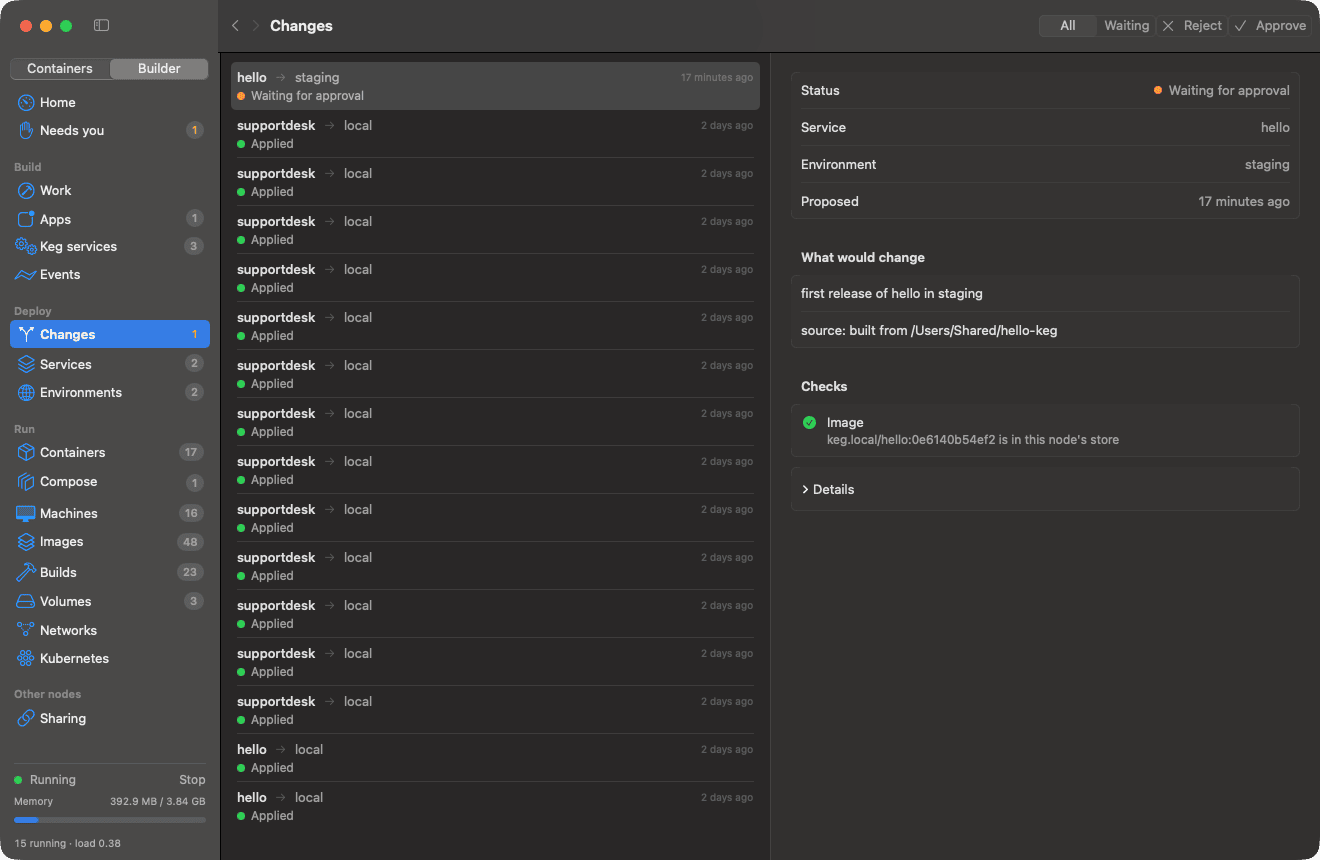 Changes
All
Waiting
Reject
Approve
Containers
Builder
Home
Needs you 1
Build
Work
Apps 1
Keg services 3
Events
Deploy
Changes 1
Services 2
Environments 2
Run
Containers 17
Compose 1
Machines 16
Images 48
Builds 23
Volumes 3
Networks
Kubernetes
Other nodes
Sharing
Running Stop
Memory 392.9 MB / 3.84 GB
15 running · load 0.38
hello → staging 17 minutes ago
Waiting for approval
supportdesk → local 2 days ago
Applied
supportdesk → local 2 days ago
Applied
supportdesk → local 2 days ago
Applied
supportdesk → local 2 days ago
Applied
supportdesk → local 2 days ago
Applied
supportdesk → local 2 days ago
Applied
supportdesk → local 2 days ago
Applied
supportdesk → local 2 days ago
Applied
supportdesk → local 2 days ago
Applied
supportdesk → local 2 days ago
Applied
supportdesk → local 2 days ago
Applied
supportdesk → local 2 days ago
Applied
supportdesk → local 2 days ago
Applied
hello → local 2 days ago
Applied
hello → local 2 days ago
Applied
Status Waiting for approval
Service hello
Environment staging
Proposed 17 minutes ago
What would change
first release of hello in staging
source: built from /Users/Shared/hello-keg
Checks
Image
keg.local/hello:0e6140b54ef2 is in this node's store
Details